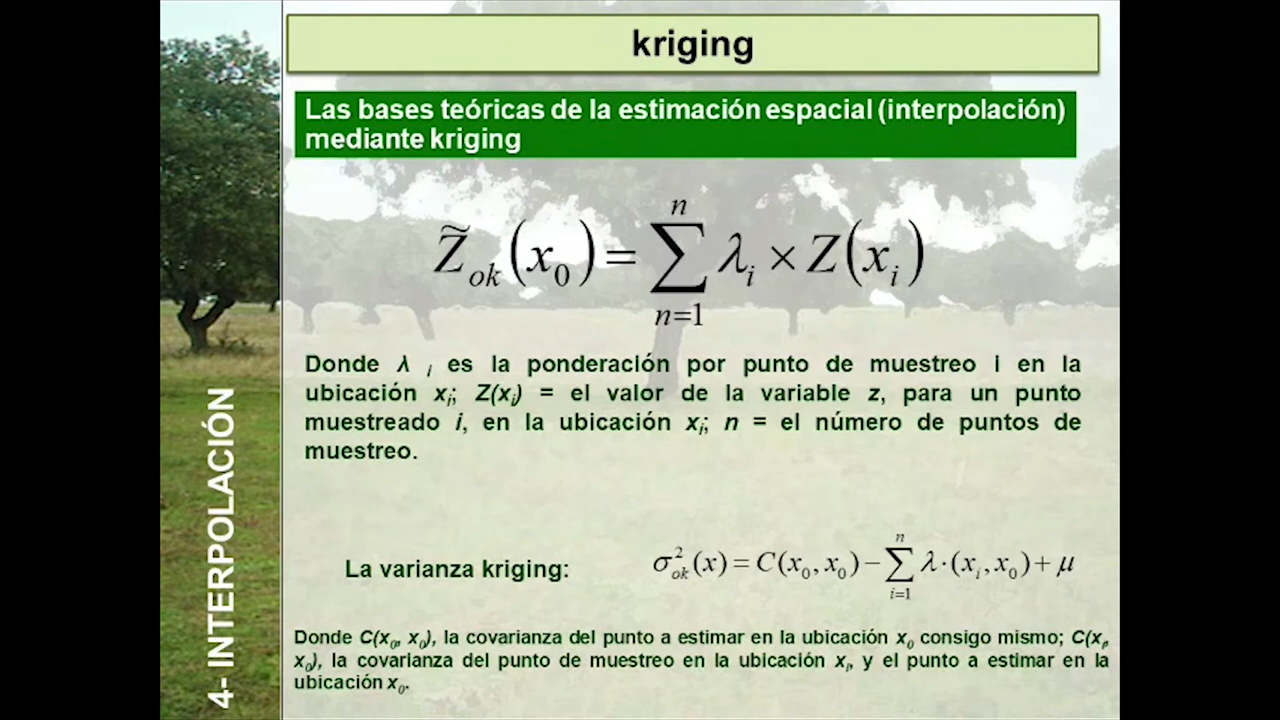 kriging
Las bases teóricas de la estimación espacial (interpolación)
mediante kriging
n
Z̃ok(x0) = ∑ λi × Z(xi)
n=1
Donde λ i es la ponderación por punto de muestreo i en la
ubicación xi; Z(xi) = el valor de la variable z, para un punto
muestreado i, en la ubicación xi; n = el número de puntos de
muestreo.
n
La varianza kriging: σ²ok(x) = C(x0, x0) − ∑ λ·(xi, x0) + μ
i=1
Donde C(x0, x0), la covarianza del punto a estimar en la ubicación x0 consigo mismo; C(xi,
x0), la covarianza del punto de muestreo en la ubicación xi, y el punto a estimar en la
ubicación x0.
4- INTERPOLACIÓN